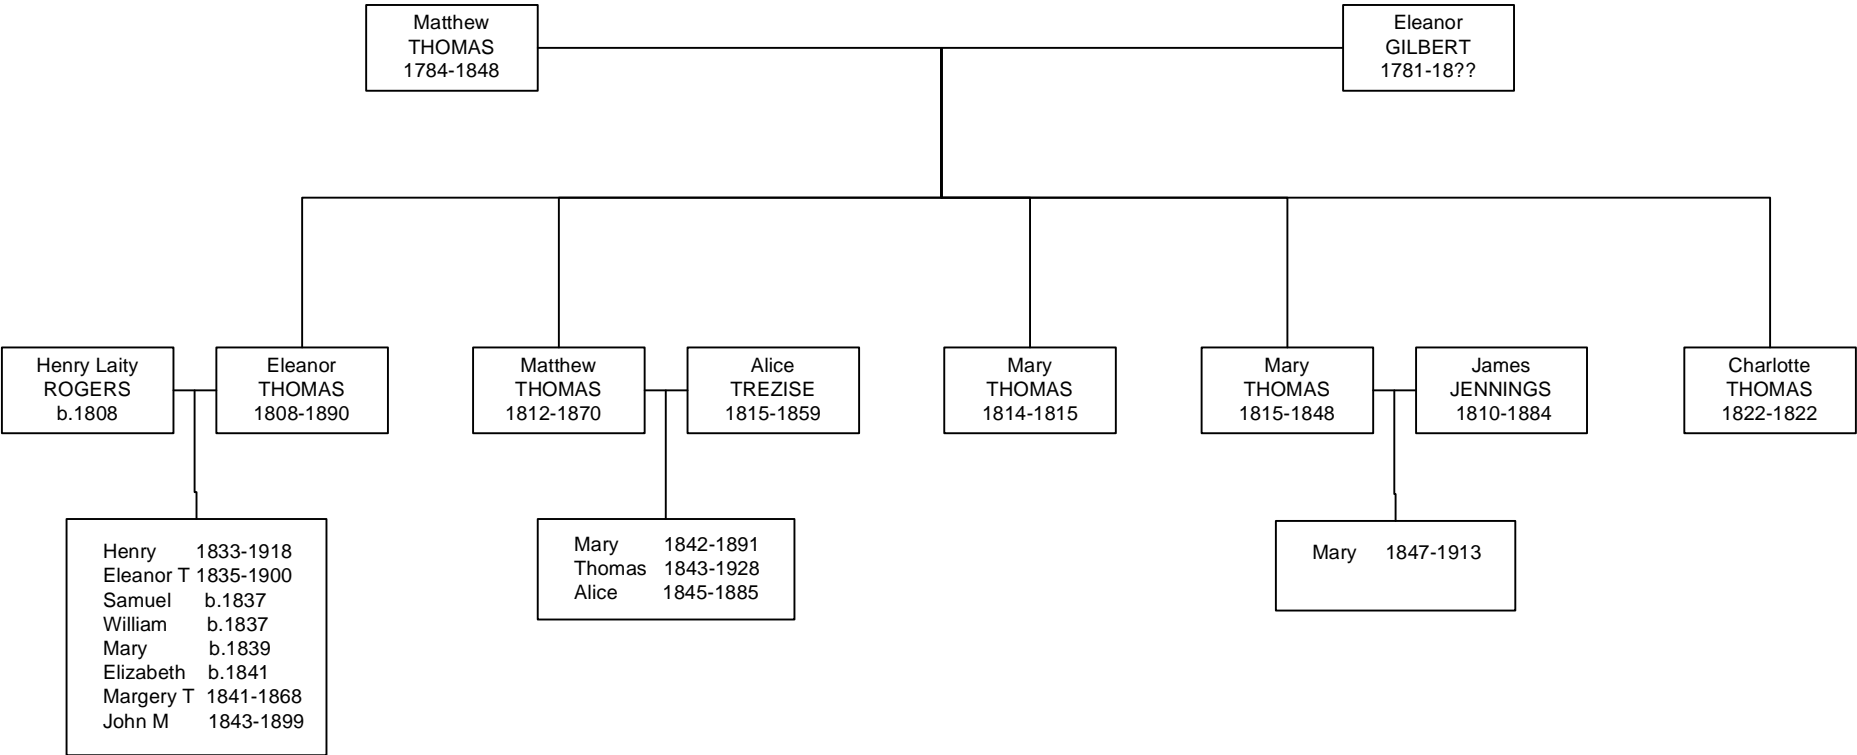 Matthew
THOMAS
1784-1848
Eleanor
GILBERT
1781-18??
Henry Laity
ROGERS
b.1808
Eleanor
THOMAS
1808-1890
Matthew
THOMAS
1812-1870
Alice
TREZISE
1815-1859
Mary
THOMAS
1814-1815
Mary
THOMAS
1815-1848
James
JENNINGS
1810-1884
Charlotte
THOMAS
1822-1822
Henry 1833-1918
Eleanor T 1835-1900
Samuel b.1837
William b.1837
Mary b.1839
Elizabeth b.1841
Margery T 1841-1868
John M 1843-1899
Mary 1842-1891
Thomas 1843-1928
Alice 1845-1885
Mary 1847-1913